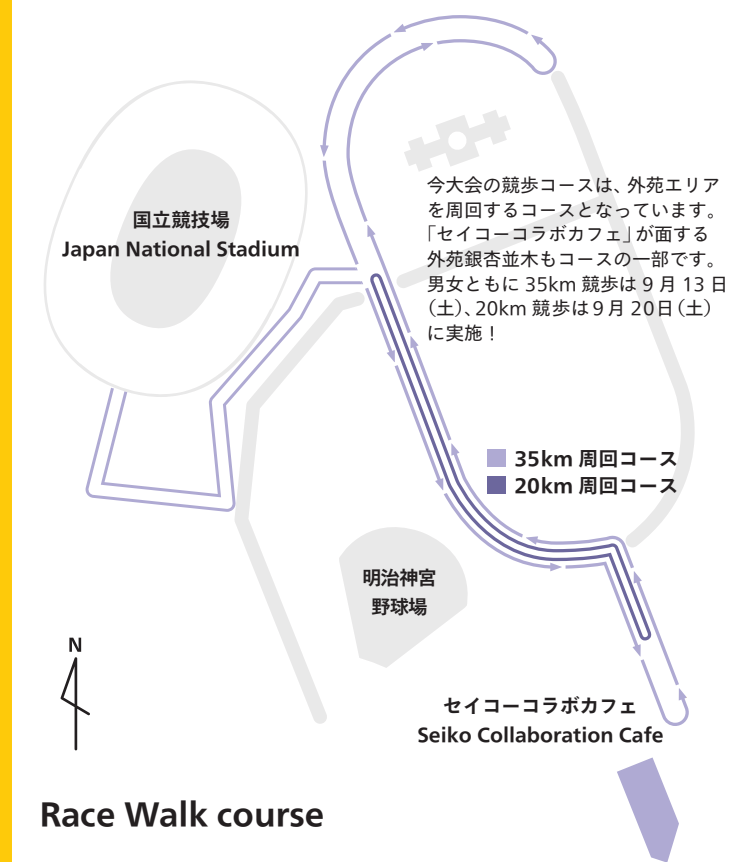 今大会の競歩コースは、外苑エリア
を周回するコースとなっています。
「セイコーコラボカフェ」が面する
外苑銀杏並木もコースの一部です。
男女ともに 35km 競歩は 9 月 13 日
(土)、20km 競歩は9月 20日(土)
に実施！
国立競技場
Japan National Stadium
35km 周回コース
20km 周回コース
明治神宮
野球場
N
セイコーコラボカフェ
Seiko Collaboration Cafe
Race Walk course